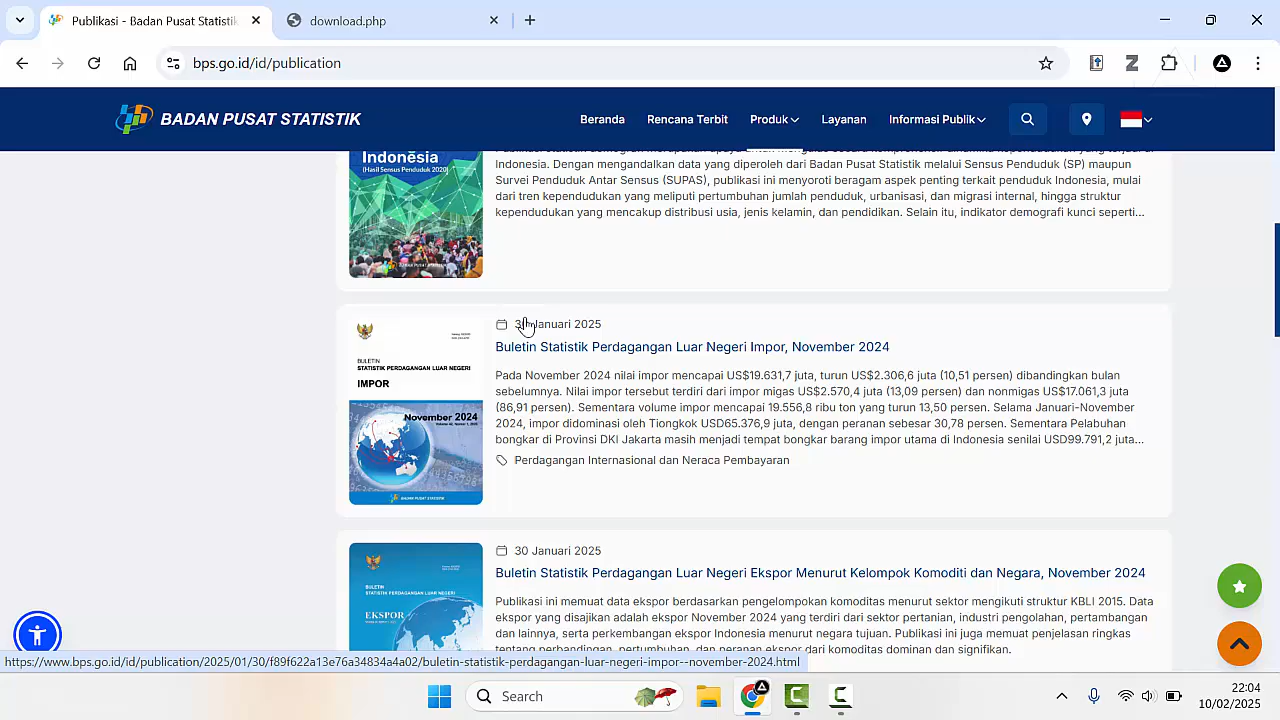 Publikasi - Badan Pusat Statistik
download.php
bps.go.id/id/publication
BADAN PUSAT STATISTIK
Beranda Rencana Terbit Produk Layanan Informasi Publik
Indonesia
(Hasil Sensus Penduduk 2020)
Indonesia. Dengan mengandalkan data yang diperoleh dari Badan Pusat Statistik melalui Sensus Penduduk (SP) maupun
Survei Penduduk Antar Sensus (SUPAS), publikasi ini menyoroti beragam aspek penting terkait penduduk Indonesia, mulai
dari tren kependudukan yang meliputi pertumbuhan jumlah penduduk, urbanisasi, dan migrasi internal, hingga struktur
kependudukan yang mencakup distribusi usia, jenis kelamin, dan pendidikan. Selain itu, indikator demografi kunci seperti...
BADAN PUSAT STATISTIK
Januari 2025
Buletin Statistik Perdagangan Luar Negeri Impor, November 2024
Pada November 2024 nilai impor mencapai US$19.631,7 juta, turun US$2.306,6 juta (10,51 persen) dibandingkan bulan
sebelumnya. Nilai impor tersebut terdiri dari impor migas US$2.570,4 juta (13,09 persen) dan nonmigas US$17.061,3 juta
(86,91 persen). Sementara volume impor mencapai 19.556,8 ribu ton yang turun 13,50 persen. Selama Januari-November
2024, impor didominasi oleh Tiongkok USD65.376,9 juta, dengan peranan sebesar 30,78 persen. Sementara Pelabuhan
bongkar di Provinsi DKI Jakarta masih menjadi tempat bongkar barang impor utama di Indonesia senilai USD99.791,2 juta...
Perdagangan Internasional dan Neraca Pembayaran
BULETIN
STATISTIK PERDAGANGAN LUAR NEGERI
IMPOR
November 2024
BADAN PUSAT STATISTIK
30 Januari 2025
Buletin Statistik Perdagangan Luar Negeri Ekspor Menurut Kelompok Komoditi dan Negara, November 2024
Publikasi ini memuat data ekspor berdasarkan pengelompokan komoditas menurut sektor mengikuti struktur KBLI 2015. Data
ekspor yang disajikan adalah ekspor November 2024 yang terdiri dari sektor pertanian, industri pengolahan, pertambangan
dan lainnya, serta perkembangan ekspor Indonesia menurut negara tujuan. Publikasi ini juga memuat penjelasan ringkas
tentang perbandingan, pertumbuhan, dan peranan ekspor dari komoditas dominan dan signifikan.
BULETIN
STATISTIK PERDAGANGAN LUAR NEGERI
EKSPOR
https://www.bps.go.id/id/publication/2025/01/30/f89f622a13e76a34834a4a02/buletin-statistik-perdagangan-luar-negeri-impor--november-2024.html
Search
22:04
10/02/2025